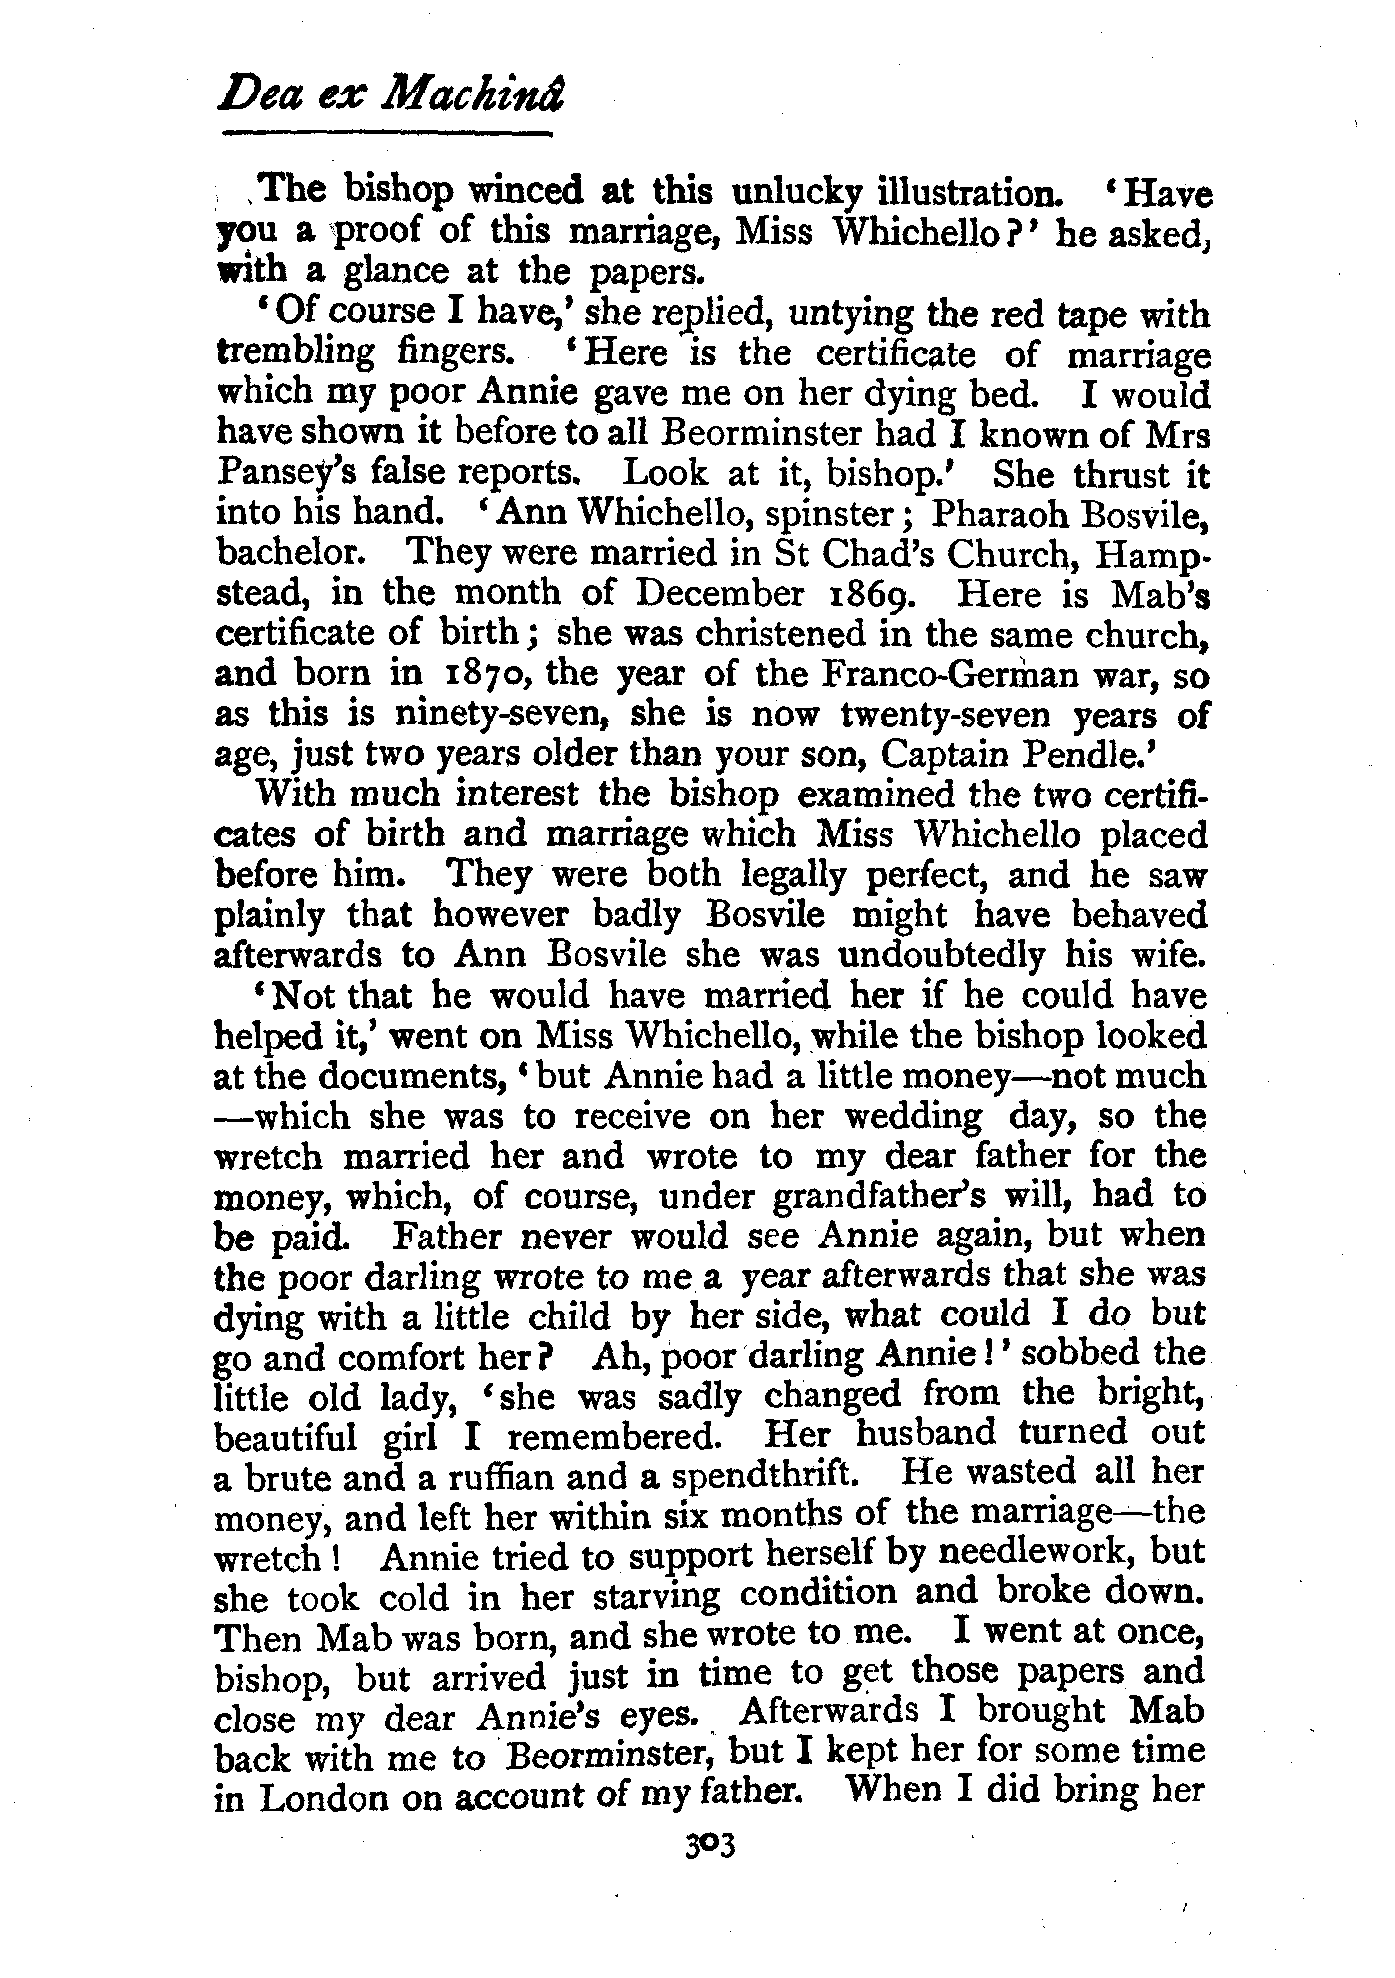 Dea ex Machinâ
The bishop winced at this unlucky illustration. ‘Have
you a proof of this marriage, Miss Whichello?’ he asked,
with a glance at the papers.
‘Of course I have,’ she replied, untying the red tape with
trembling fingers. ‘Here is the certificate of marriage
which my poor Annie gave me on her dying bed. I would
have shown it before to all Beorminster had I known of Mrs
Pansey’s false reports. Look at it, bishop.’ She thrust it
into his hand. ‘Ann Whichello, spinster; Pharaoh Bosvile,
bachelor. They were married in St Chad’s Church, Hamp-
stead, in the month of December 1869. Here is Mab’s
certificate of birth; she was christened in the same church,
and born in 1870, the year of the Franco-German war, so
as this is ninety-seven, she is now twenty-seven years of
age, just two years older than your son, Captain Pendle.’
With much interest the bishop examined the two certifi-
cates of birth and marriage which Miss Whichello placed
before him. They were both legally perfect, and he saw
plainly that however badly Bosvile might have behaved
afterwards to Ann Bosvile she was undoubtedly his wife.
‘Not that he would have married her if he could have
helped it,’ went on Miss Whichello, while the bishop looked
at the documents, ‘but Annie had a little money—not much
—which she was to receive on her wedding day, so the
wretch married her and wrote to my dear father for the
money, which, of course, under grandfather’s will, had to
be paid. Father never would see Annie again, but when
the poor darling wrote to me a year afterwards that she was
dying with a little child by her side, what could I do but
go and comfort her? Ah, poor darling Annie!’ sobbed the
little old lady, ‘she was sadly changed from the bright,
beautiful girl I remembered. Her husband turned out
a brute and a ruffian and a spendthrift. He wasted all her
money, and left her within six months of the marriage—the
wretch! Annie tried to support herself by needlework, but
she took cold in her starving condition and broke down.
Then Mab was born, and she wrote to me. I went at once,
bishop, but arrived just in time to get those papers and
close my dear Annie’s eyes. Afterwards I brought Mab
back with me to Beorminster, but I kept her for some time
in London on account of my father. When I did bring her
303